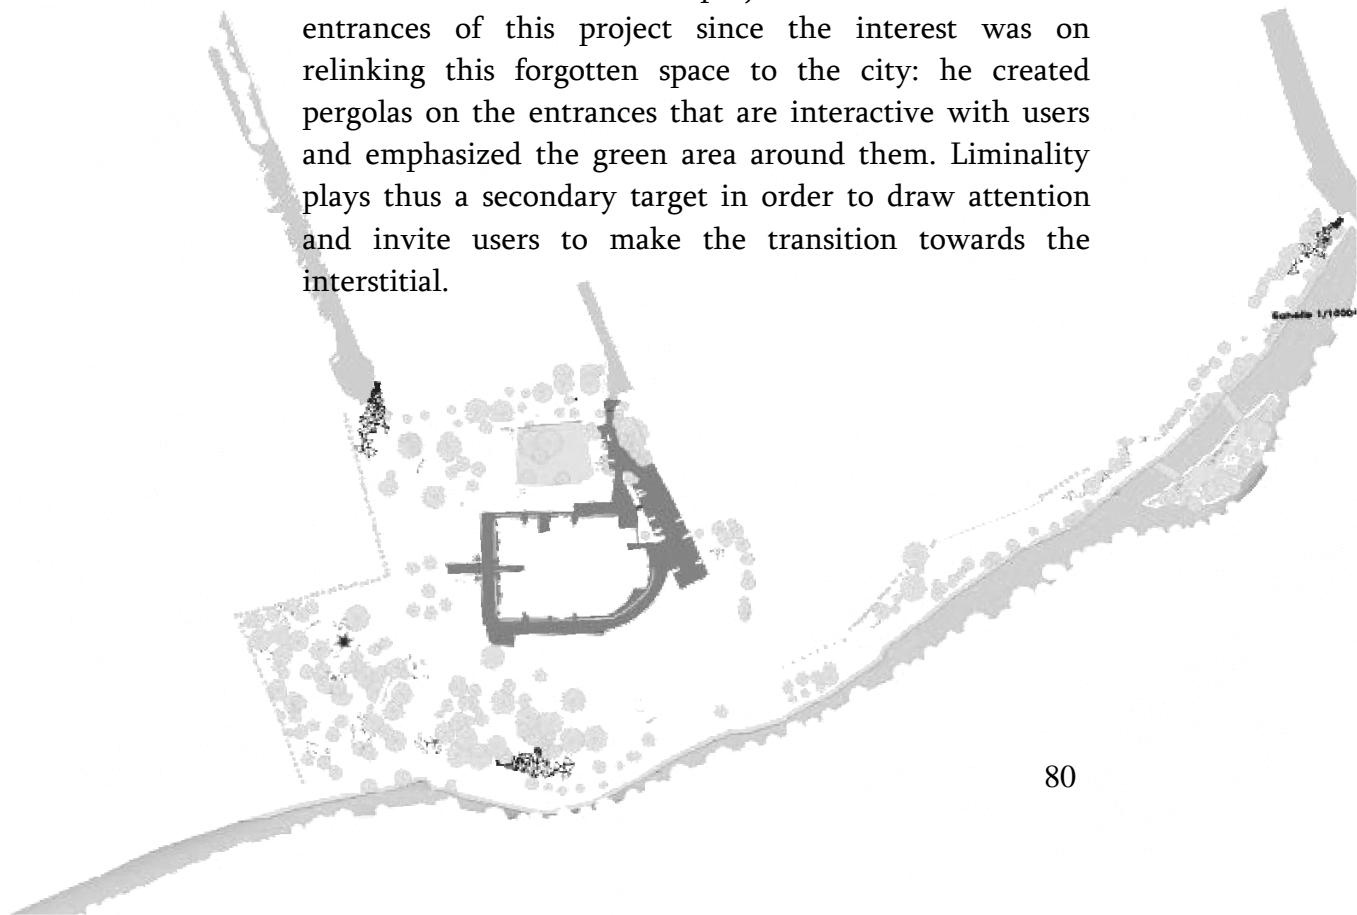 entrances of this project since the interest was on
relinking this forgotten space to the city: he created
pergolas on the entrances that are interactive with users
and emphasized the green area around them. Liminality
plays thus a secondary target in order to draw attention
and invite users to make the transition towards the
interstitial.
80